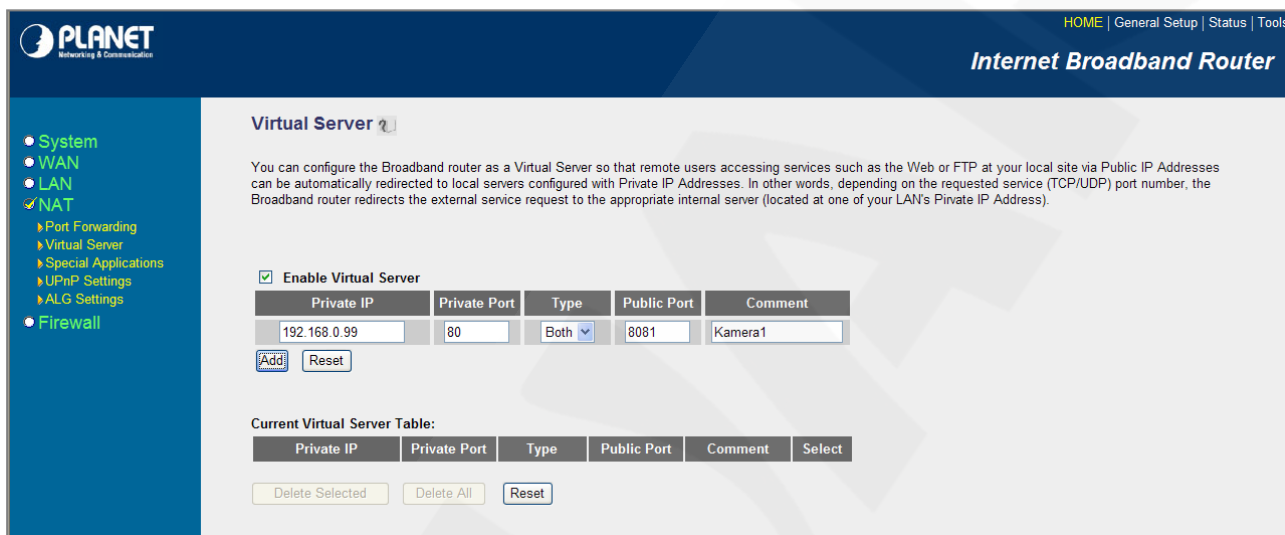 PLANET
Networking & Communication
HOME | General Setup | Status | Tools
Internet Broadband Router
System
WAN
LAN
NAT
Port Forwarding
Virtual Server
Special Applications
UPnP Settings
ALG Settings
Firewall
Virtual Server
You can configure the Broadband router as a Virtual Server so that remote users accessing services such as the Web or FTP at your local site via Public IP Addresses
can be automatically redirected to local servers configured with Private IP Addresses. In other words, depending on the requested service (TCP/UDP) port number, the
Broadband router redirects the external service request to the appropriate internal server (located at one of your LAN's Pivate IP Address).
Enable Virtual Server
Private IP Private Port Type Public Port Comment
192.168.0.99 80 Both 8081 Kamera1
Add Reset
Current Virtual Server Table:
Private IP Private Port Type Public Port Comment Select
Delete Selected Delete All Reset